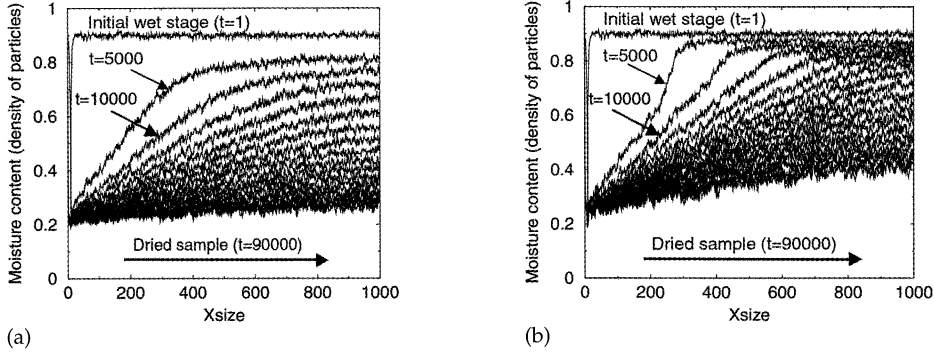 Moisture content (density of particles)
1
0.8
0.6
0.4
0.2
0
Initial wet stage (t=1)
t=5000
t=10000
Dried sample (t=90000)
0 200 400 600 800 1000
Xsize
(a)
Moisture content (density of particles)
1
0.8
0.6
0.4
0.2
0
Initial wet stage (t=1)
t=5000
t=10000
Dried sample (t=90000)
0 200 400 600 800 1000
Xsize
(b)